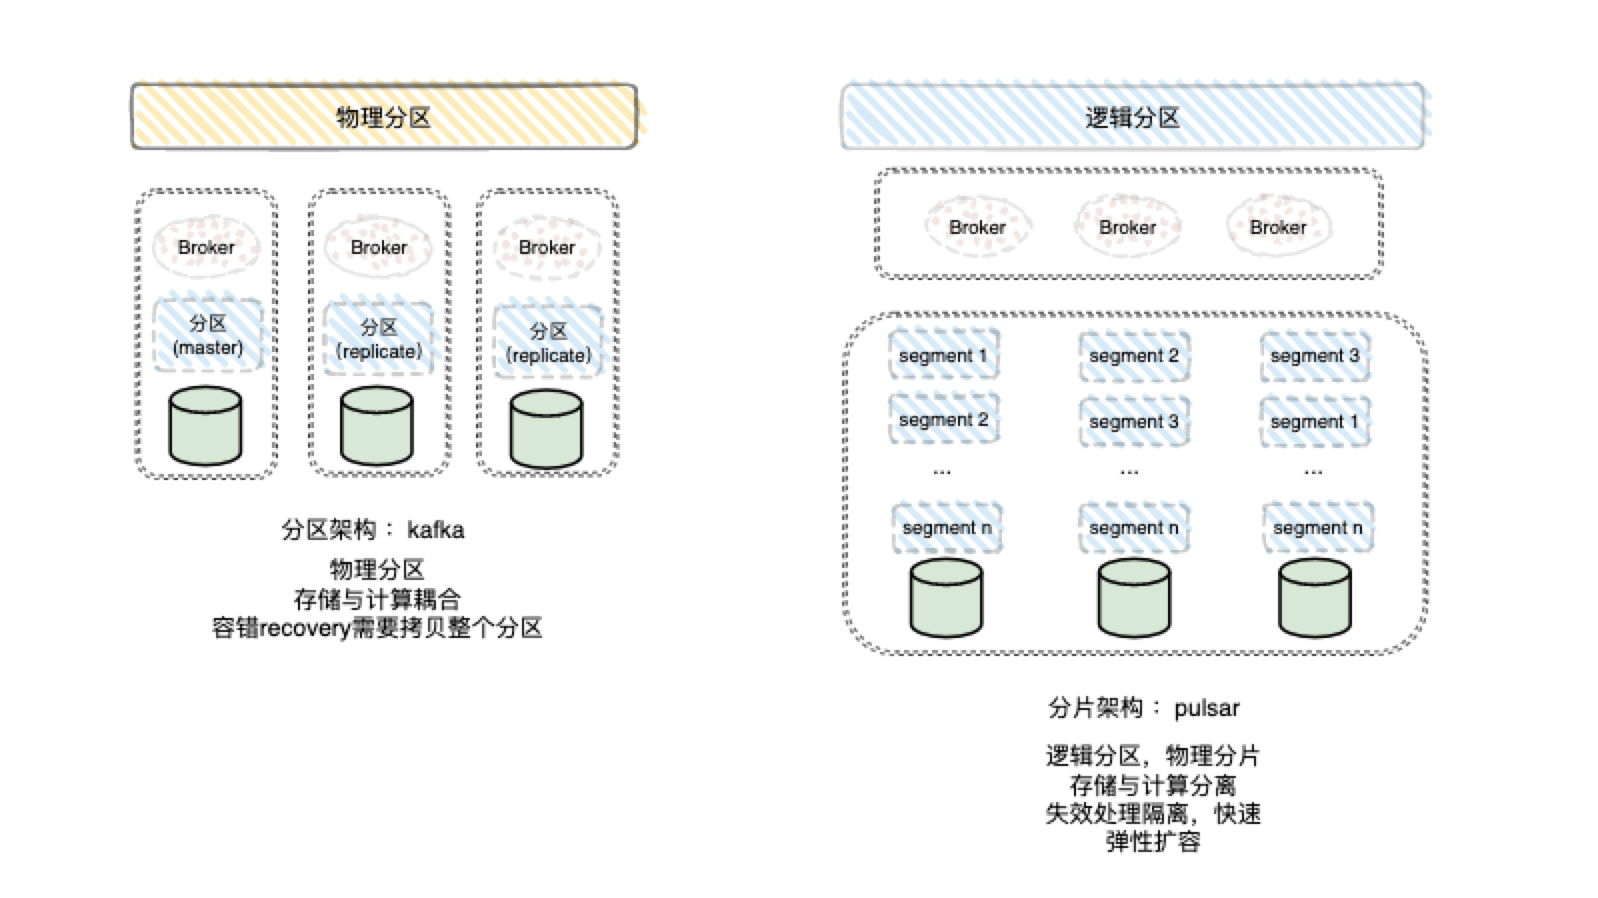 物理分区
Broker
Broker
Broker
分区
(master)
分区
(replicate)
分区
(replicate)
分区架构： kafka
物理分区
存储与计算耦合
容错recovery需要拷贝整个分区
逻辑分区
Broker
Broker
Broker
segment 1
segment 2
segment 3
segment 2
segment 3
segment 1
...
...
...
segment n
segment n
segment n
分片架构： pulsar
逻辑分区，物理分片
存储与计算分离
失效处理隔离，快速
弹性扩容